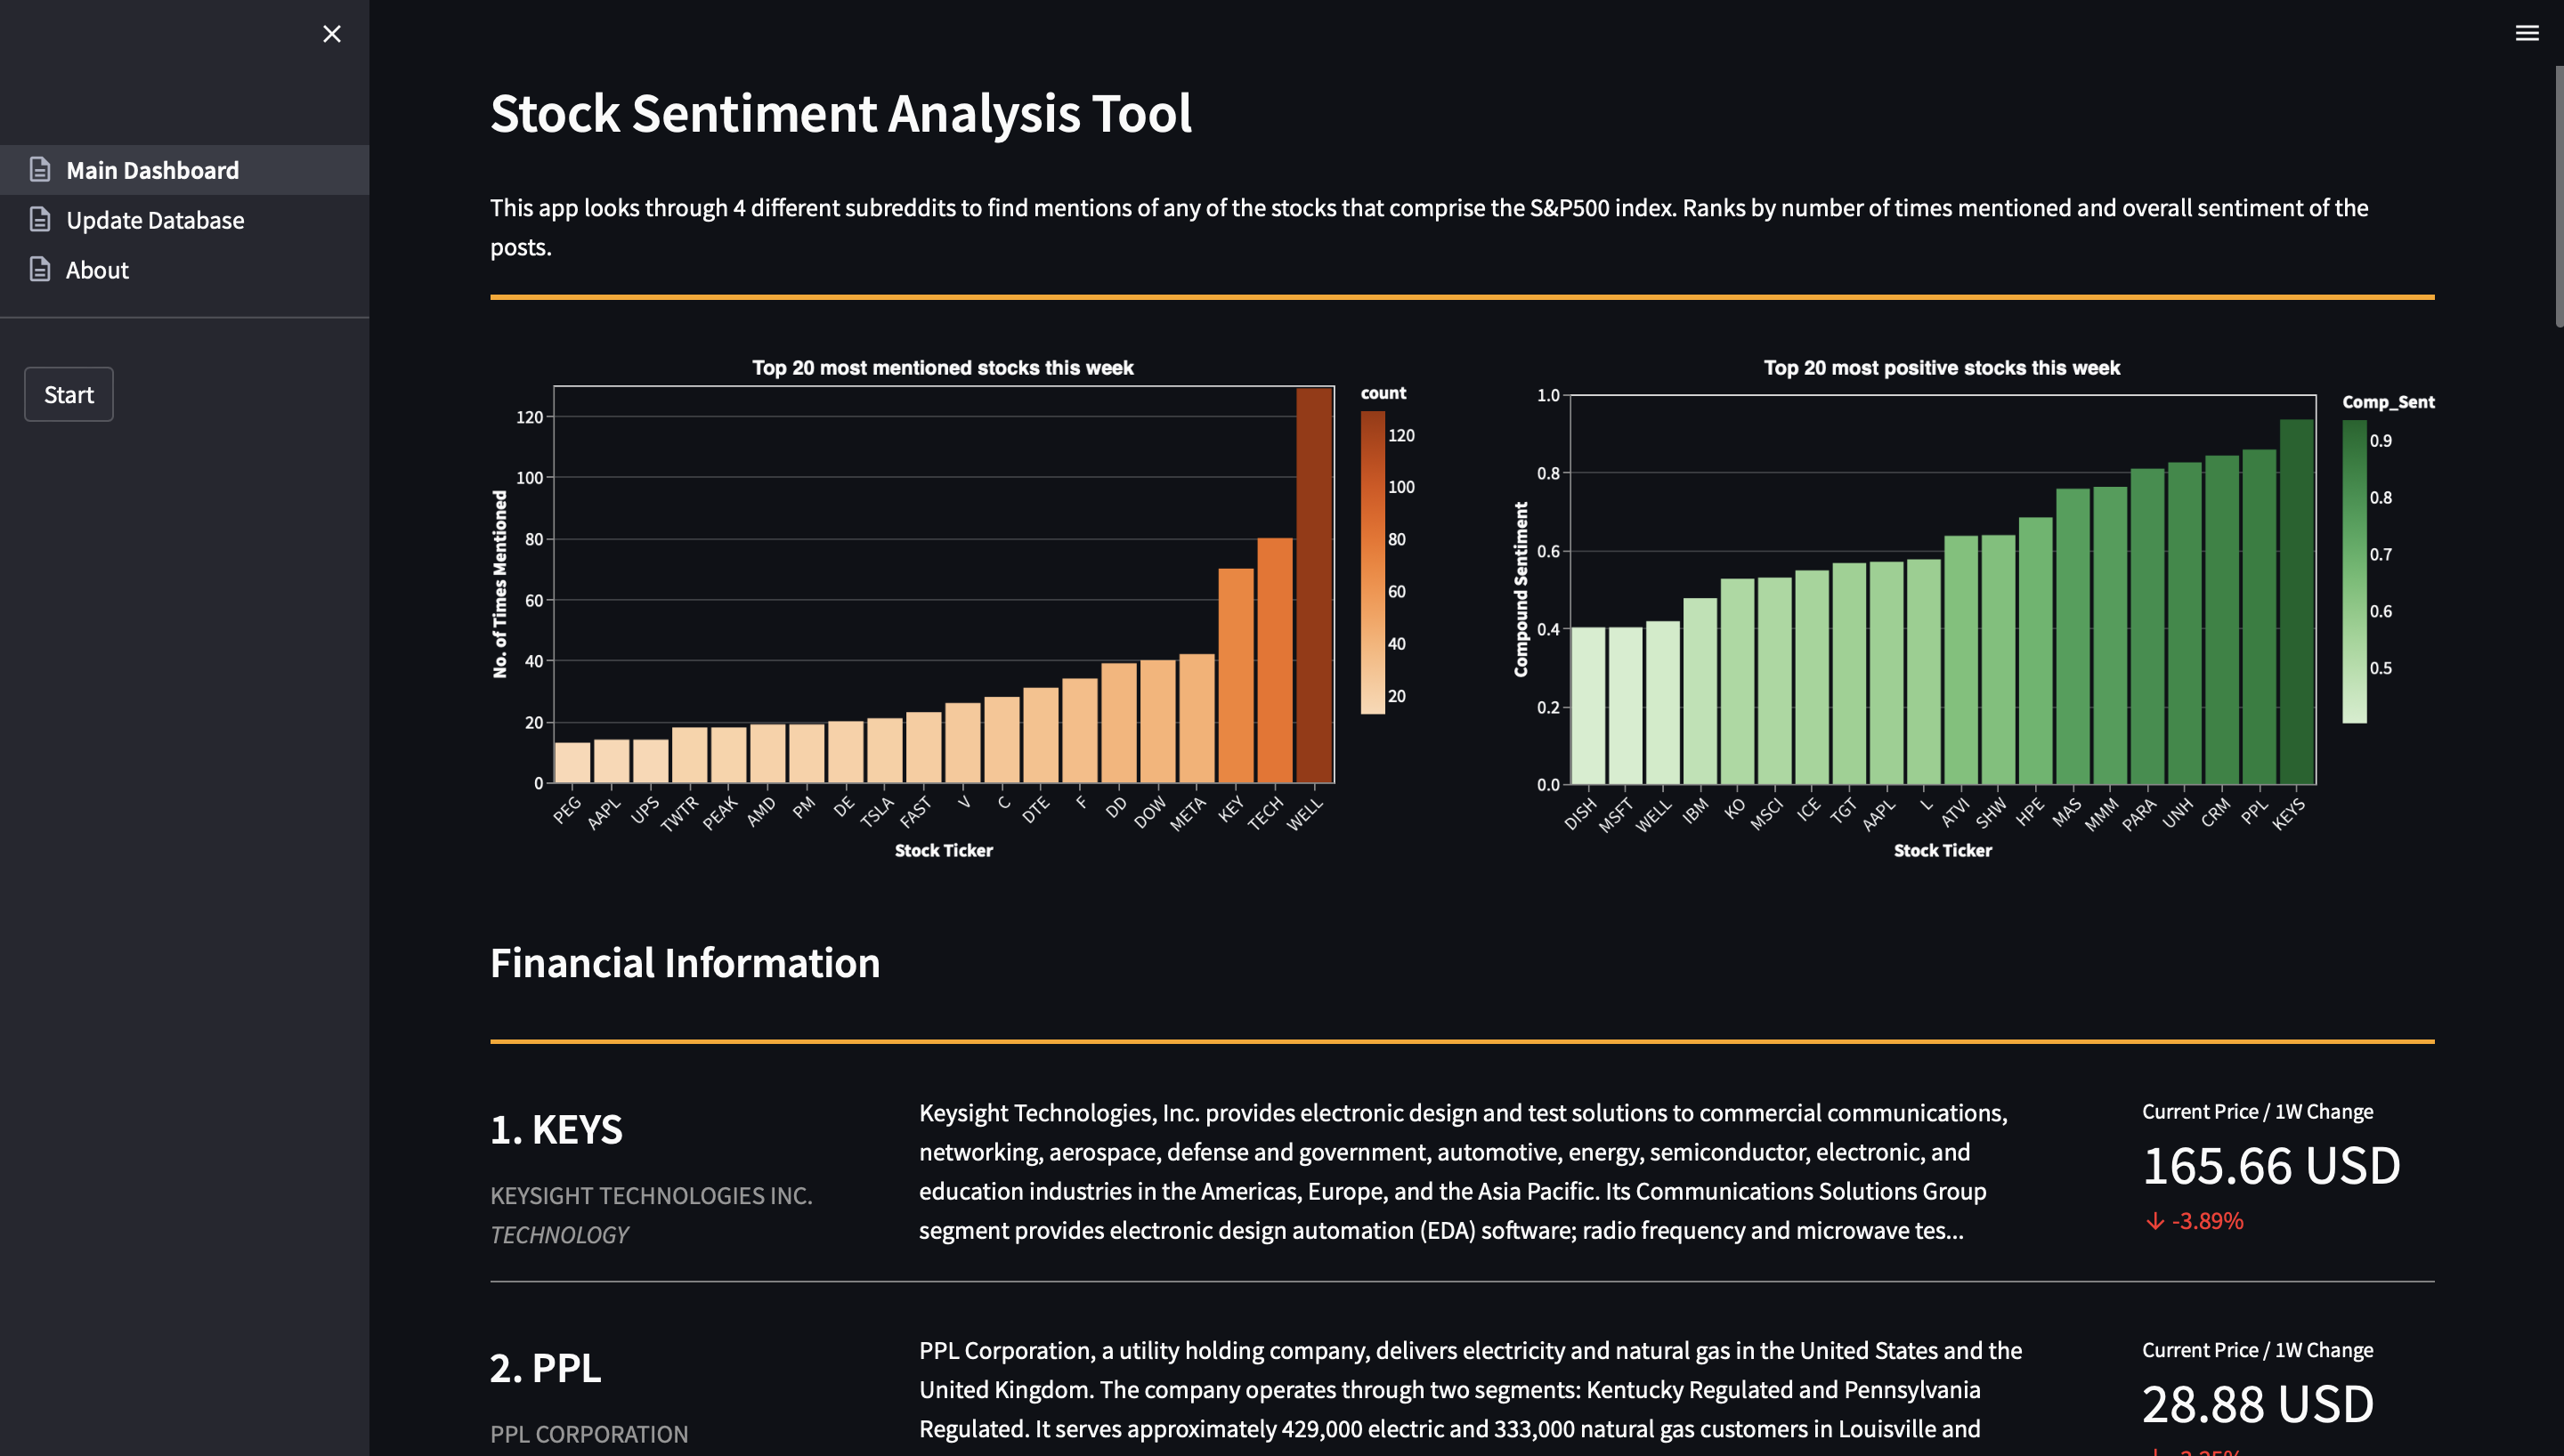 Main Dashboard
Update Database
About
Start
Stock Sentiment Analysis Tool
This app looks through 4 different subreddits to find mentions of any of the stocks that comprise the S&P500 index. Ranks by number of times mentioned and overall sentiment of the
posts.
Top 20 most mentioned stocks this week
No. of Times Mentioned
120
100
80
60
40
20
0
PEG
AAPL
UPS
TWTR
PEAK
AMD
PM
DE
TSLA
FAST
V
C
DTE
F
DD
DOW
META
KEY
TECH
WELL
Stock Ticker
count
120
100
80
60
40
20
Top 20 most positive stocks this week
Compound Sentiment
1.0
0.8
0.6
0.4
0.2
0.0
DISH
MSFT
WELL
IBM
KO
MSCI
ICE
TGT
AAPL
L
ATVI
SHW
HPE
MAS
MMM
PARA
UNH
CRM
PPL
KEYS
Stock Ticker
Comp_Sent
0.9
0.8
0.7
0.6
0.5
Financial Information
1. KEYS
KEYSIGHT TECHNOLOGIES INC.
TECHNOLOGY
Keysight Technologies, Inc. provides electronic design and test solutions to commercial communications,
networking, aerospace, defense and government, automotive, energy, semiconductor, electronic, and
education industries in the Americas, Europe, and the Asia Pacific. Its Communications Solutions Group
segment provides electronic design automation (EDA) software; radio frequency and microwave tes...
Current Price / 1W Change
165.66 USD
-3.89%
2. PPL
PPL CORPORATION
PPL Corporation, a utility holding company, delivers electricity and natural gas in the United States and the
United Kingdom. The company operates through two segments: Kentucky Regulated and Pennsylvania
Regulated. It serves approximately 429,000 electric and 333,000 natural gas customers in Louisville and
Current Price / 1W Change
28.88 USD